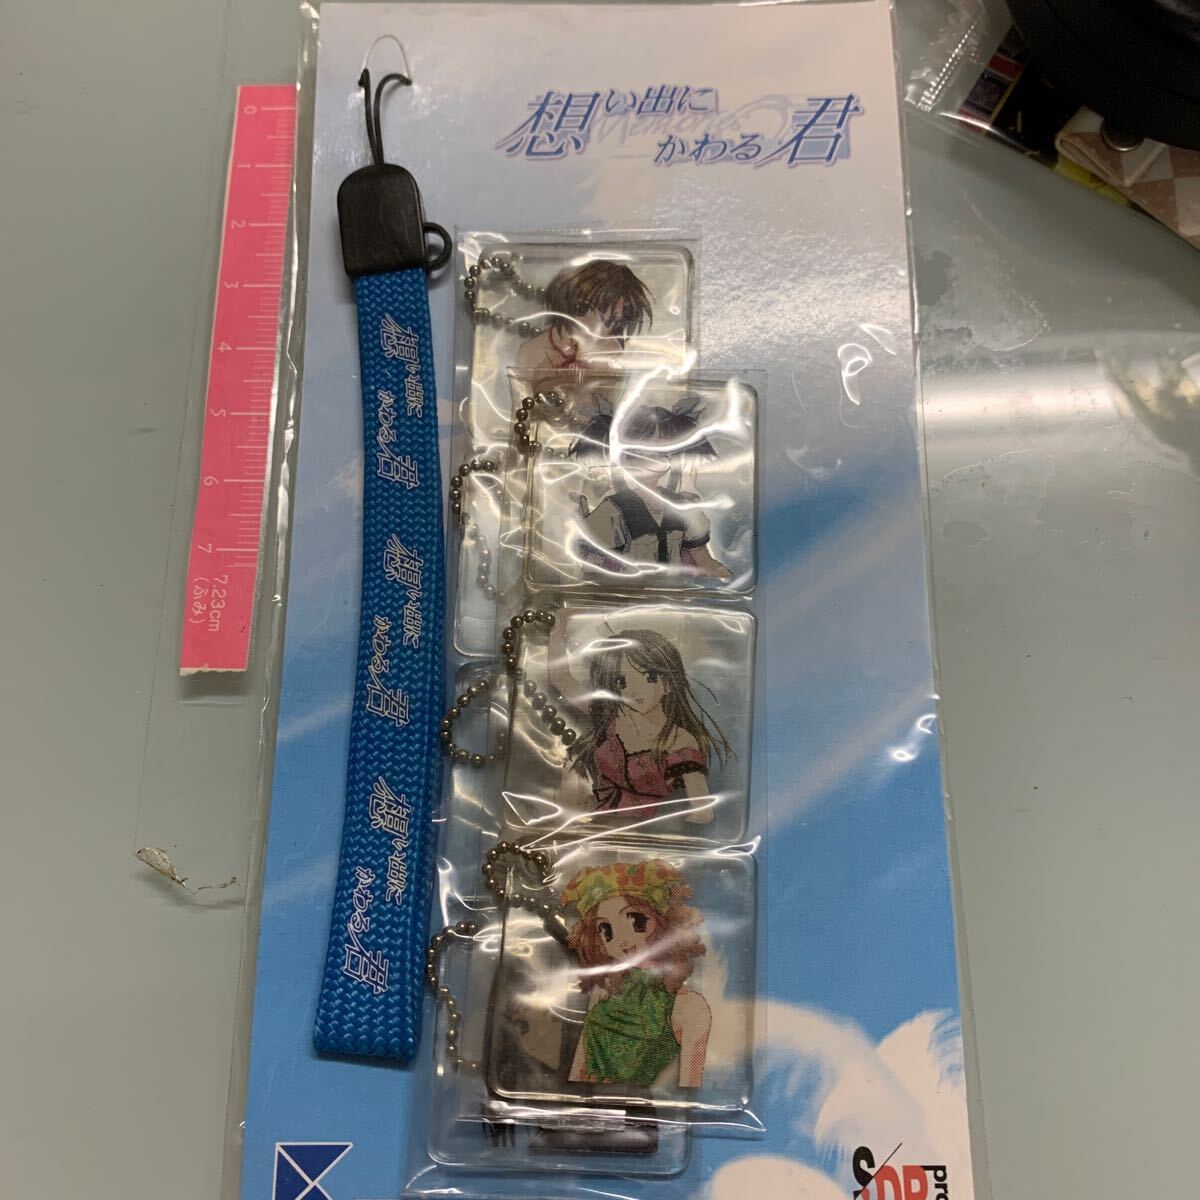 想い出に
かわる君
Memories Off
0
1
2
3
4
5
6
7
7.23cm
(ふみ)
想い出に
かわる君
想い出に
かわる君
想い出に
かわる君